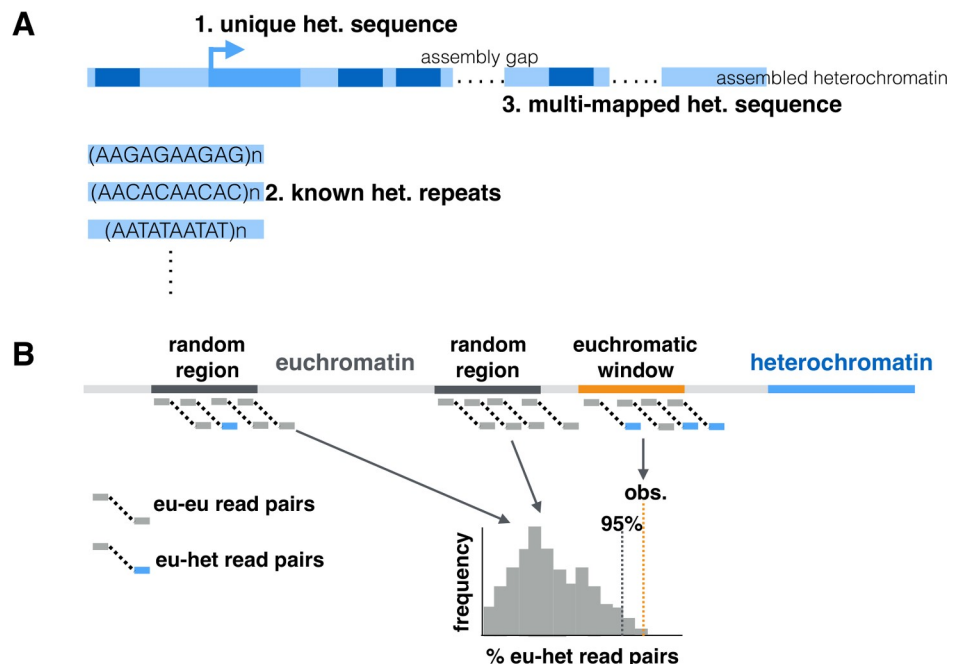 A
1. unique het. sequence
assembly gap
assembled heterochromatin
3. multi-mapped het. sequence
(AAGAGAAGAG)n
(AACACAACAC)n 2. known het. repeats
(AATATAATAT)n
B
random
region
euchromatin
random
region
euchromatic
window
heterochromatin
eu-eu read pairs
eu-het read pairs
obs.
95%
frequency
% eu-het read pairs